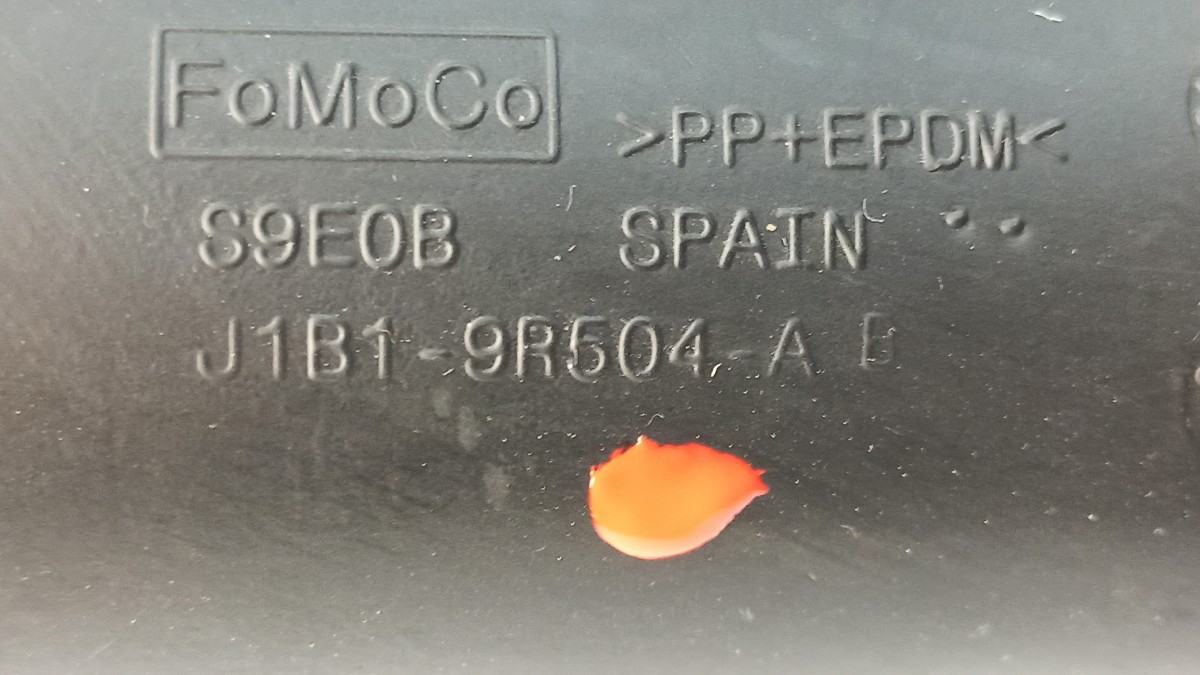 FoMoCo
>PP+EPDM<
S9E0B SPAIN
J1B1-9R504-A B